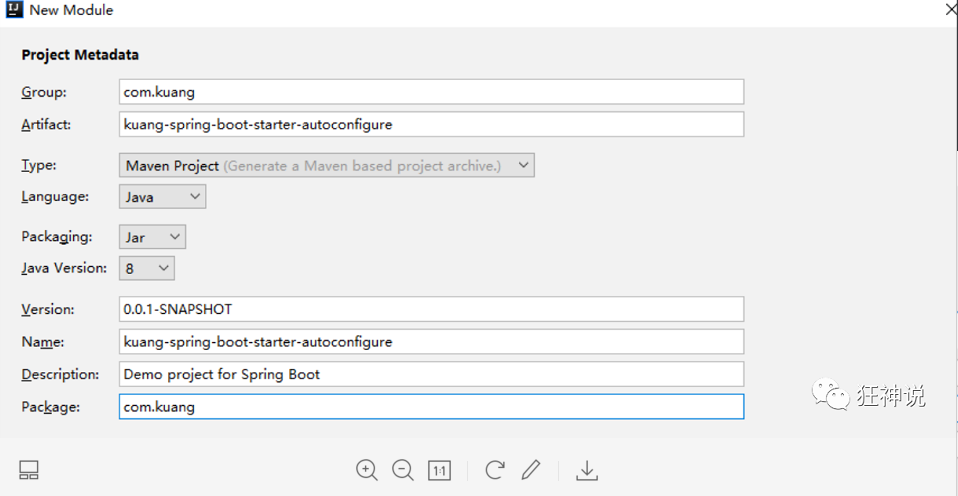 New Module
Project Metadata
Group: com.kuang
Artifact: kuang-spring-boot-starter-autoconfigure
Type: Maven Project (Generate a Maven based project archive.)
Language: Java
Packaging: Jar
Java Version: 8
Version: 0.0.1-SNAPSHOT
Name: kuang-spring-boot-starter-autoconfigure
Description: Demo project for Spring Boot
Package: com.kuang
狂神说
1:1